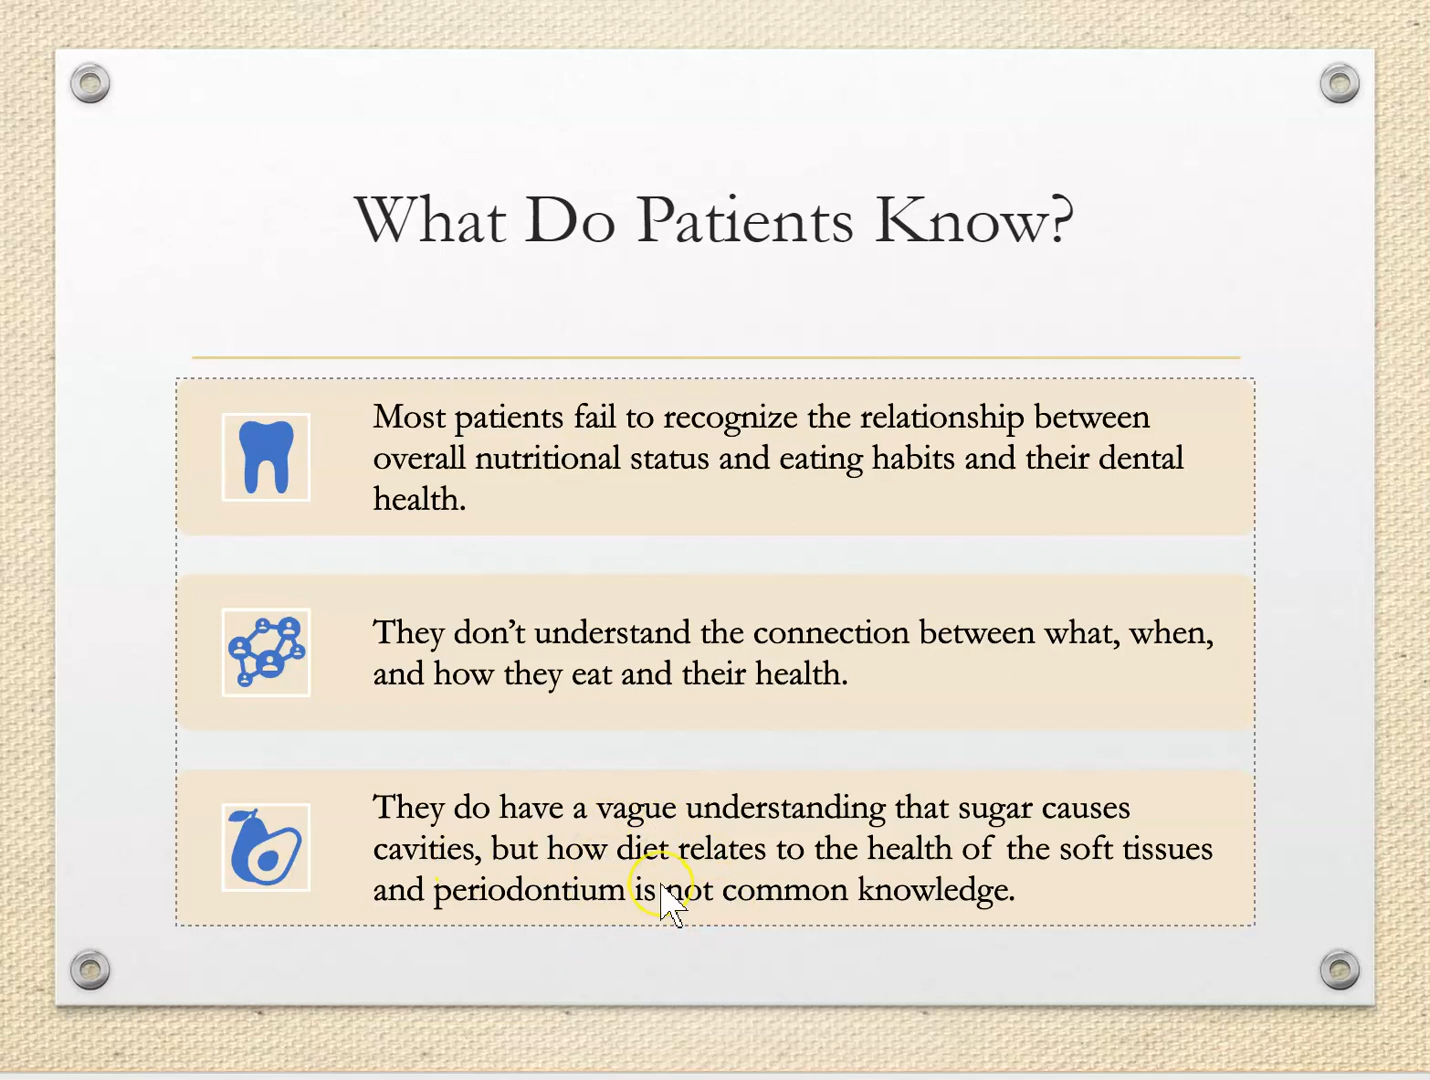 What Do Patients Know?
Most patients fail to recognize the relationship between
overall nutritional status and eating habits and their dental
health.
They don’t understand the connection between what, when,
and how they eat and their health.
They do have a vague understanding that sugar causes
cavities, but how diet relates to the health of the soft tissues
and periodontium is not common knowledge.